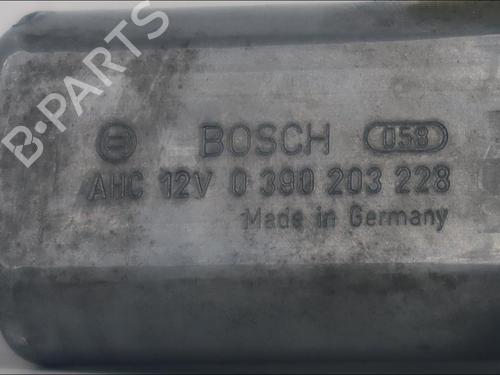 B-PARTS
BOSCH 058
AHC 12V 0 390 203 228
Made in Germany